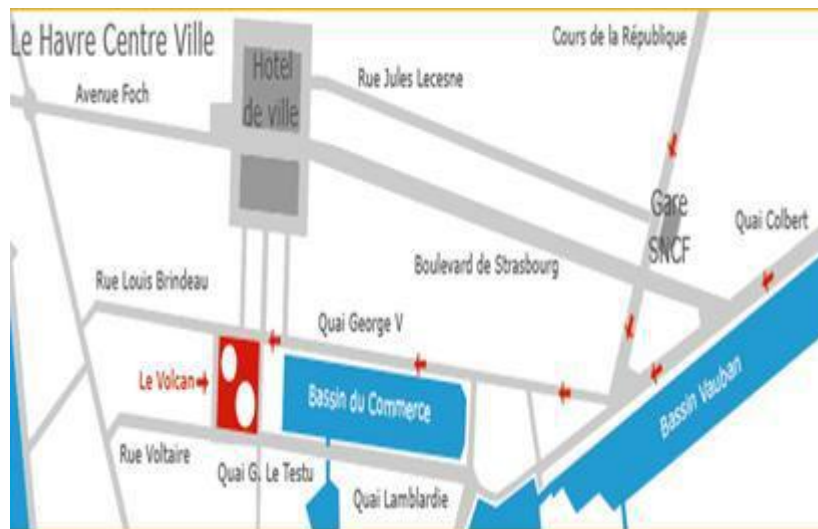 Le Havre Centre Ville
Cours de la République
Hôtel
de ville
Rue Jules Lecesne
Avenue Foch
Gare
SNCF
Quai Colbert
Boulevard de Strasbourg
Rue Louis Brindeau
Quai George V
Le Volcan
Bassin du Commerce
Bassin Vauban
Rue Voltaire
Quai G. Le Testu
Quai Lamblardie